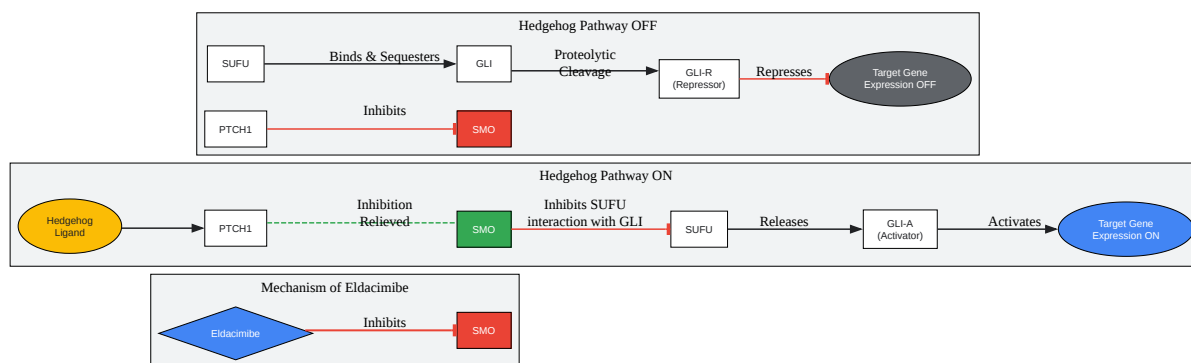 Hedgehog Pathway OFF
SUFU
Binds & Sequesters
GLI
Proteolytic
Cleavage
GLI-R
(Repressor)
Represses
Target Gene
Expression OFF
PTCH1
Inhibits
SMO
Hedgehog Pathway ON
Hedgehog
Ligand
PTCH1
Inhibition
Relieved
SMO
Inhibits SUFU
interaction with GLI
SUFU
Releases
GLI-A
(Activator)
Activates
Target Gene
Expression ON
Mechanism of Eldacimibe
Eldacimibe
Inhibits
SMO